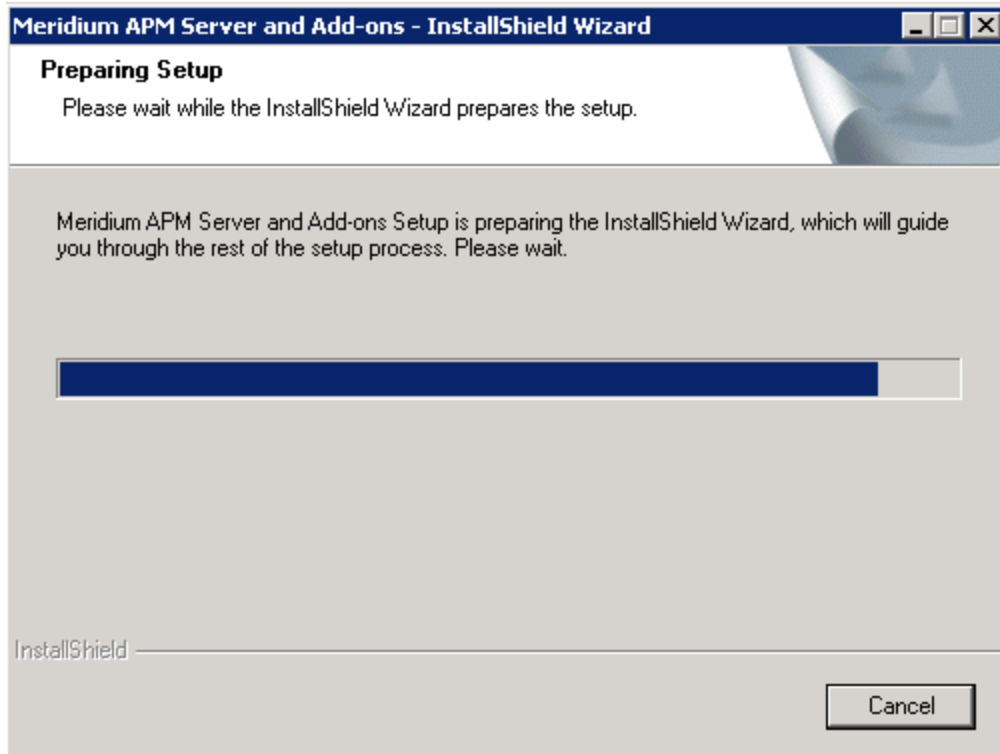 Meridium APM Server and Add-ons - InstallShield Wizard
Preparing Setup
Please wait while the InstallShield Wizard prepares the setup.
Meridium APM Server and Add-ons Setup is preparing the InstallShield Wizard, which will guide
you through the rest of the setup process. Please wait.
InstallShield
Cancel